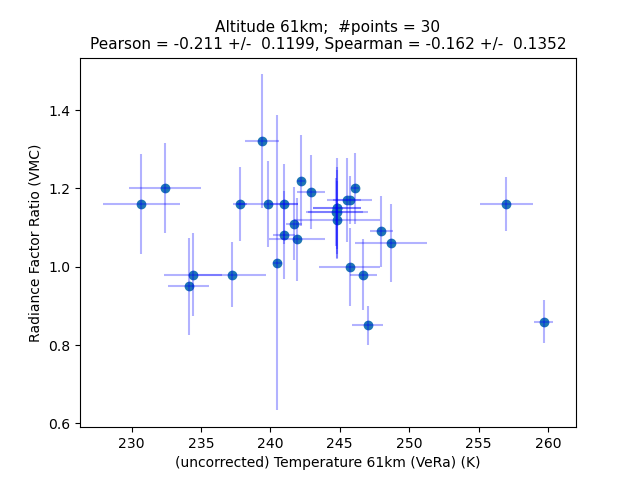 Altitude 61km;  #points = 30
Pearson = -0.211 +/-  0.1199, Spearman = -0.162 +/-  0.1352
Radiance Factor Ratio (VMC)
1.4
1.2
1.0
0.8
0.6
230 235 240 245 250 255 260
(uncorrected) Temperature 61km (VeRa) (K)